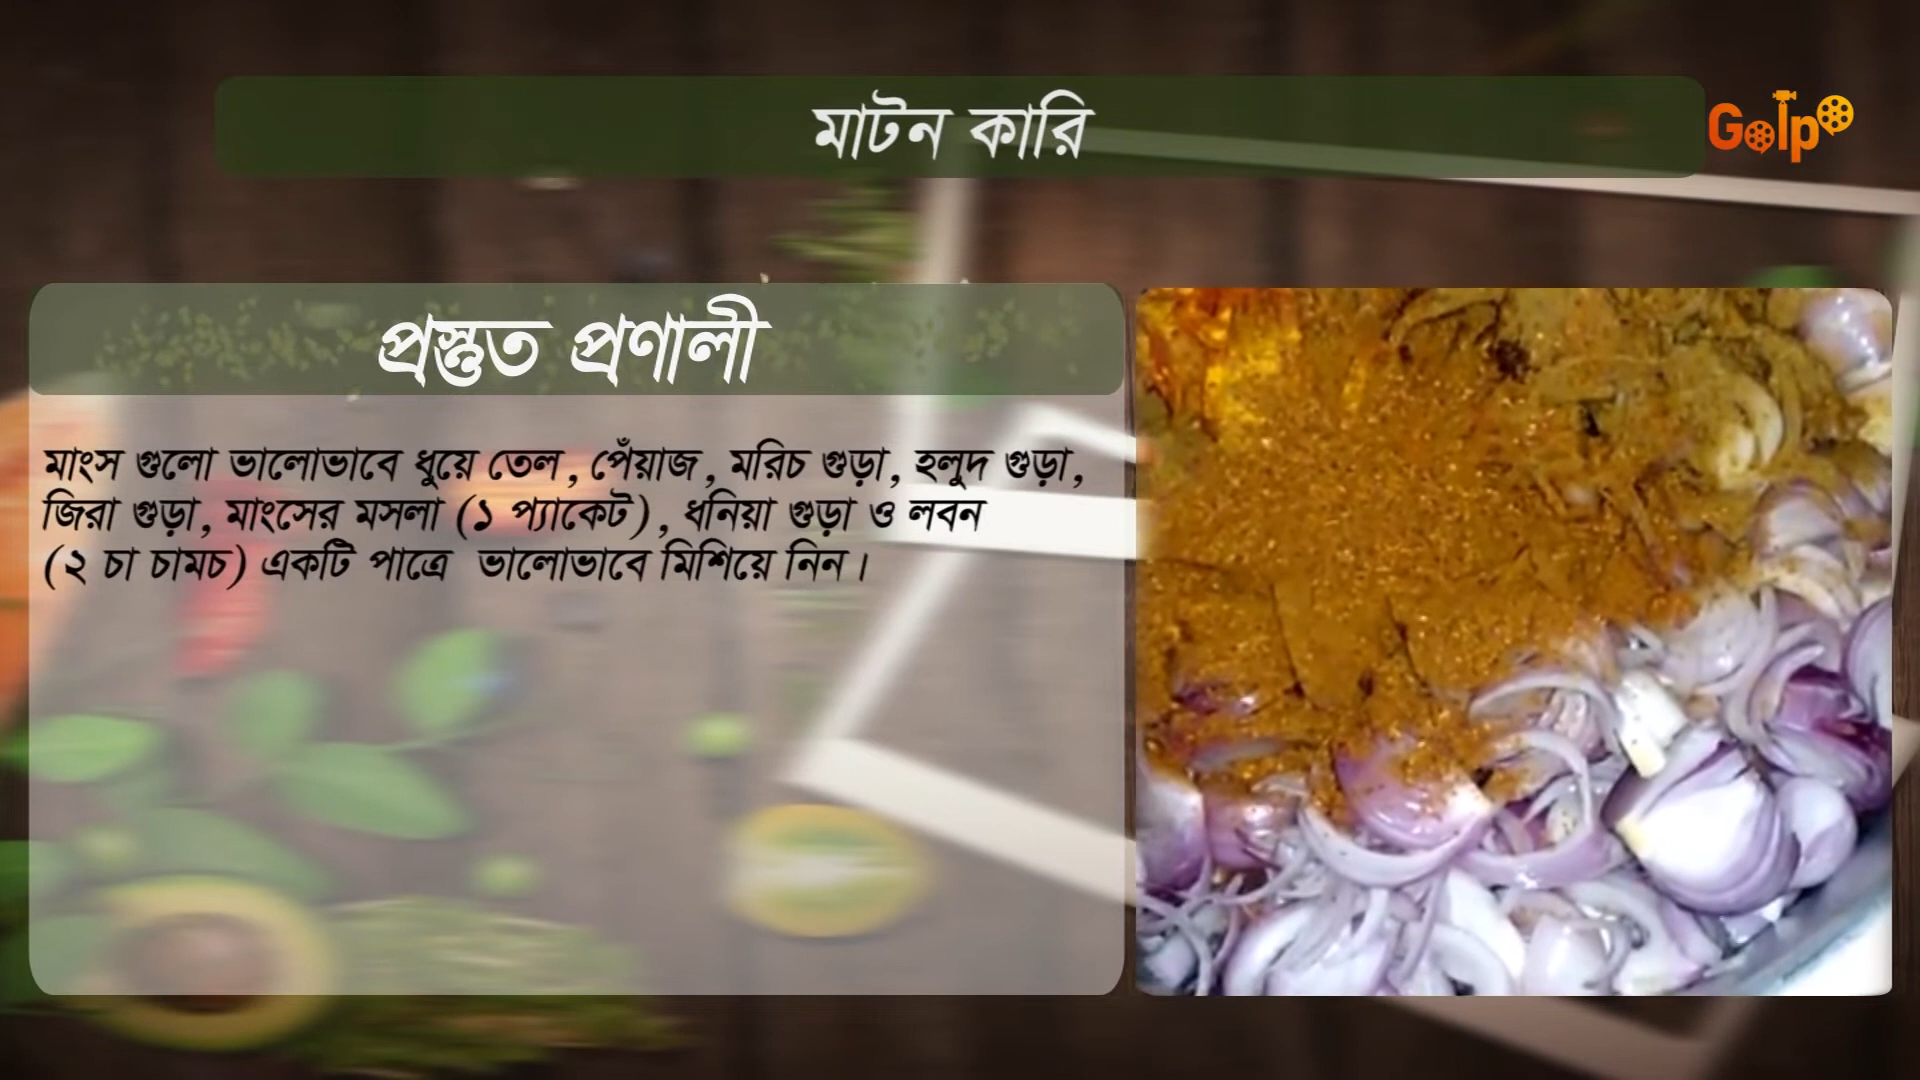 মাটন কারি
Golpo
প্রস্তুত প্রণালী
মাংস গুলো ভালোভাবে ধুয়ে তেল, পেঁয়াজ, মরিচ গুড়া, হলুদ গুড়া,
জিরা গুড়া, মাংসের মসলা (১ প্যাকেট), ধনিয়া গুড়া ও লবন
(২ চা চামচ) একটি পাত্রে ভালোভাবে মিশিয়ে নিন।